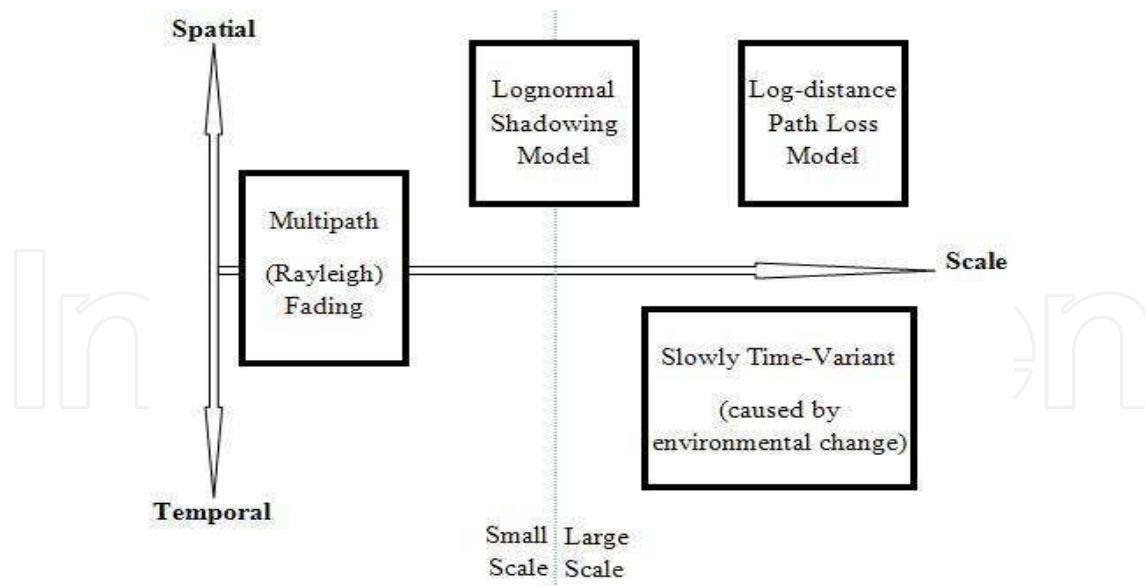 Spatial
Lognormal
Shadowing
Model
Log-distance
Path Loss
Model
Multipath
(Rayleigh)
Fading
Scale
Slowly Time-Variant
(caused by
environmental change)
Temporal
Small
Scale
Large
Scale